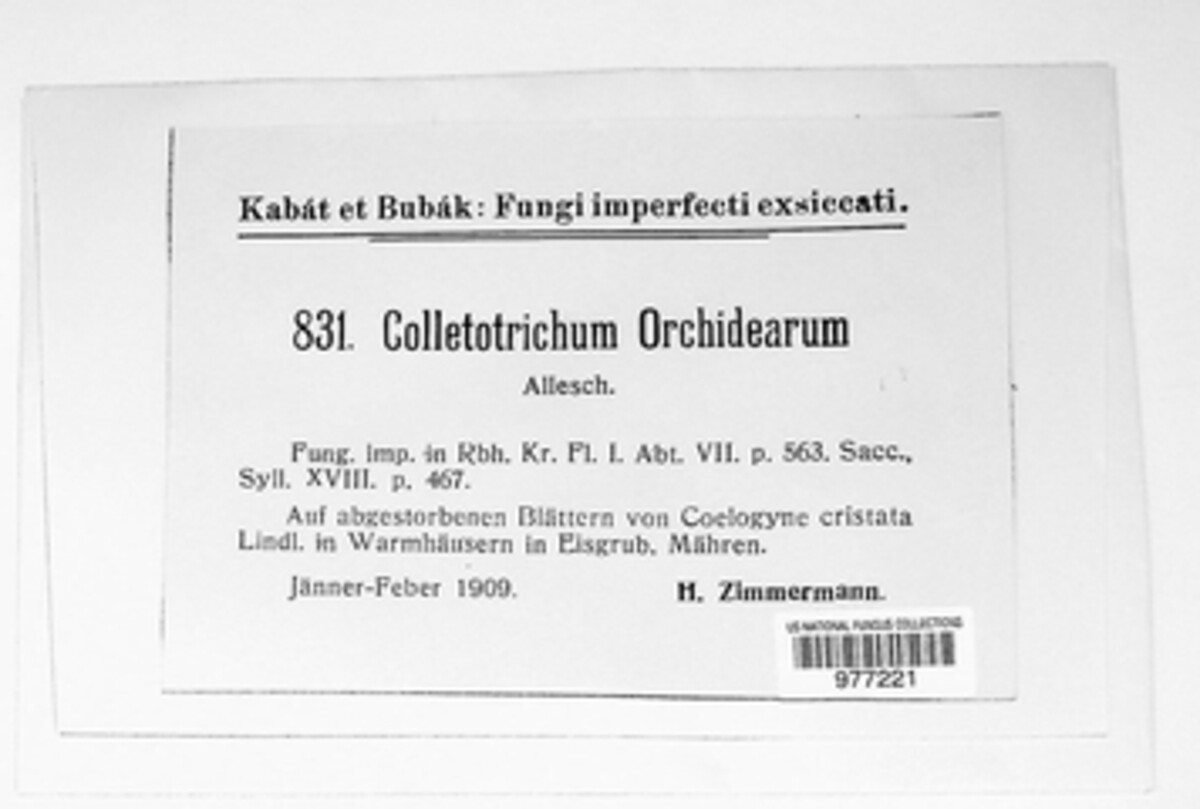 Kabát et Bubák: Fungi imperfecti exsiccati.
831. Colletotrichum Orchidearum
Allesch.
Fung. imp. in Rbh. Kr. Fl. I. Abt. VII. p. 563. Sacc.,
Syll. XVIII. p. 467.
Auf abgestorbenen Blättern von Coelogyne cristata
Lindl. in Warmhäusern in Eisgrub, Mähren.
Jänner-Feber 1909. H. Zimmermann.
US NATIONAL FUNGUS COLLECTIONS
977221